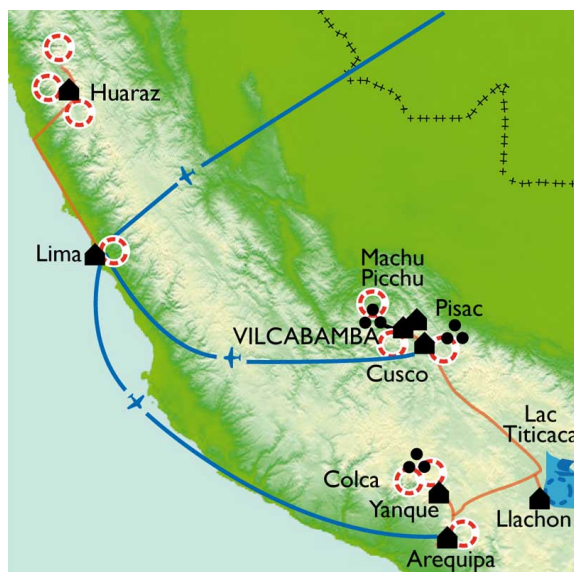 Huaraz
Lima
Machu
Picchu
Pisac
VILCABAMBA
Cusco
Lac
Titicaca
Colca
Yanque
Llachon
Arequipa